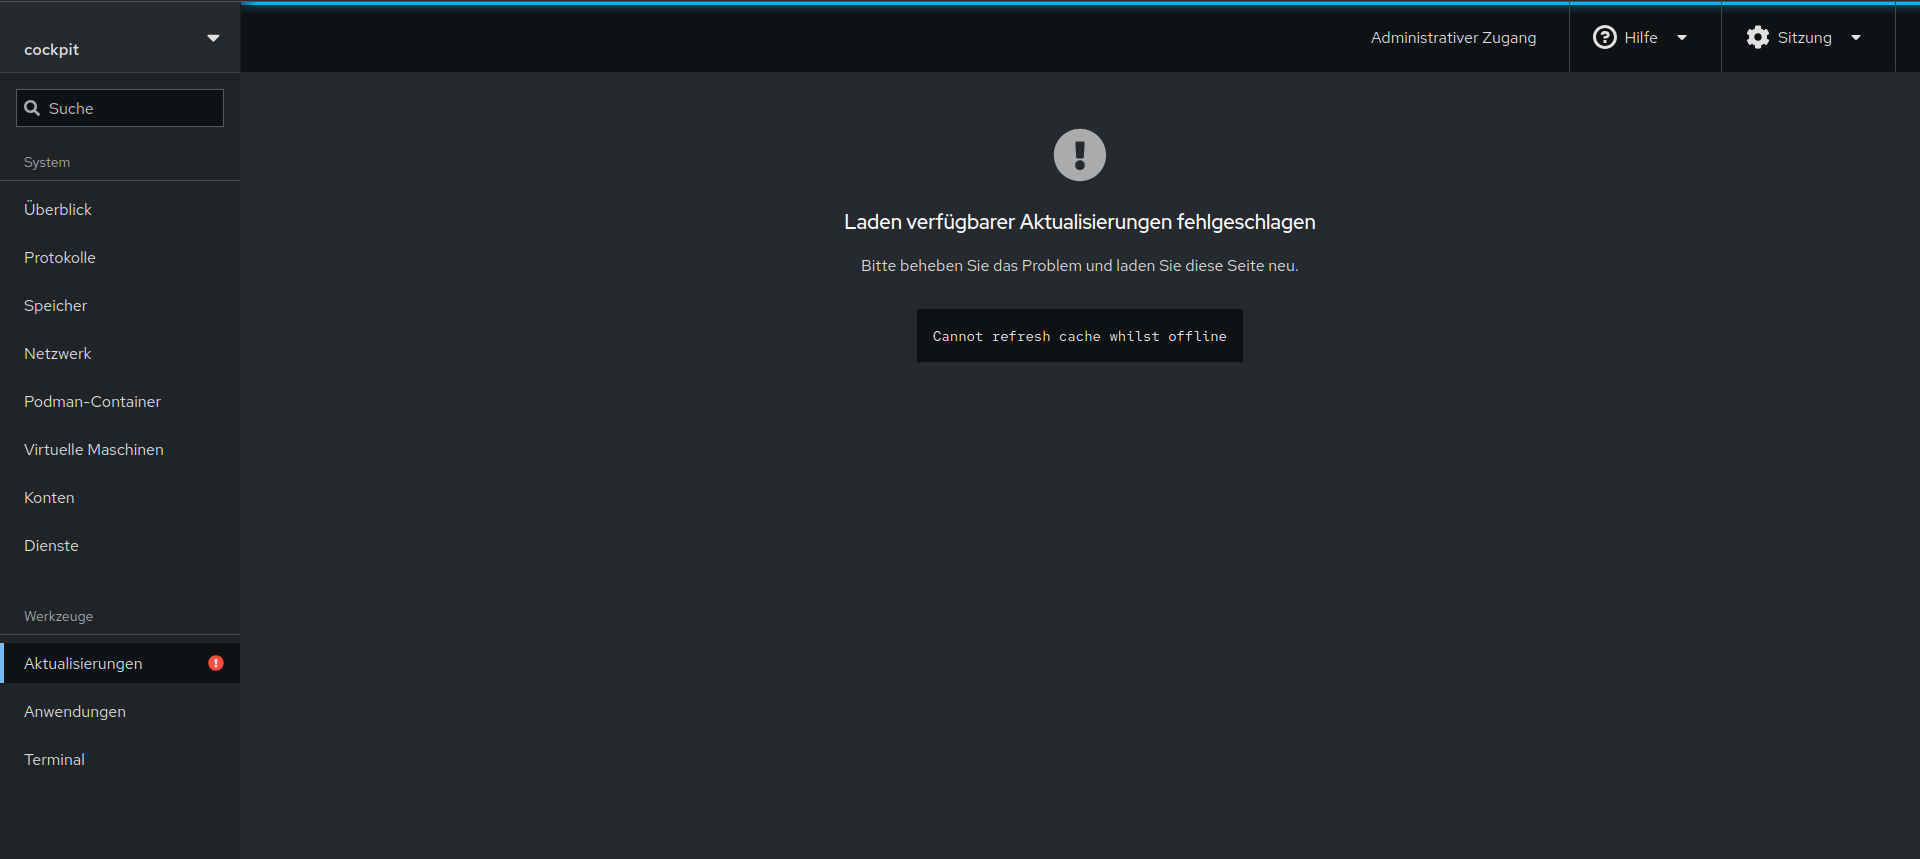 cockpit
Administrativer Zugang
Hilfe
Sitzung
Suche
System
Überblick
Protokolle
Speicher
Netzwerk
Podman-Container
Virtuelle Maschinen
Konten
Dienste
Werkzeuge
Aktualisierungen
Anwendungen
Terminal
Laden verfügbarer Aktualisierungen fehlgeschlagen
Bitte beheben Sie das Problem und laden Sie diese Seite neu.
Cannot refresh cache whilst offline